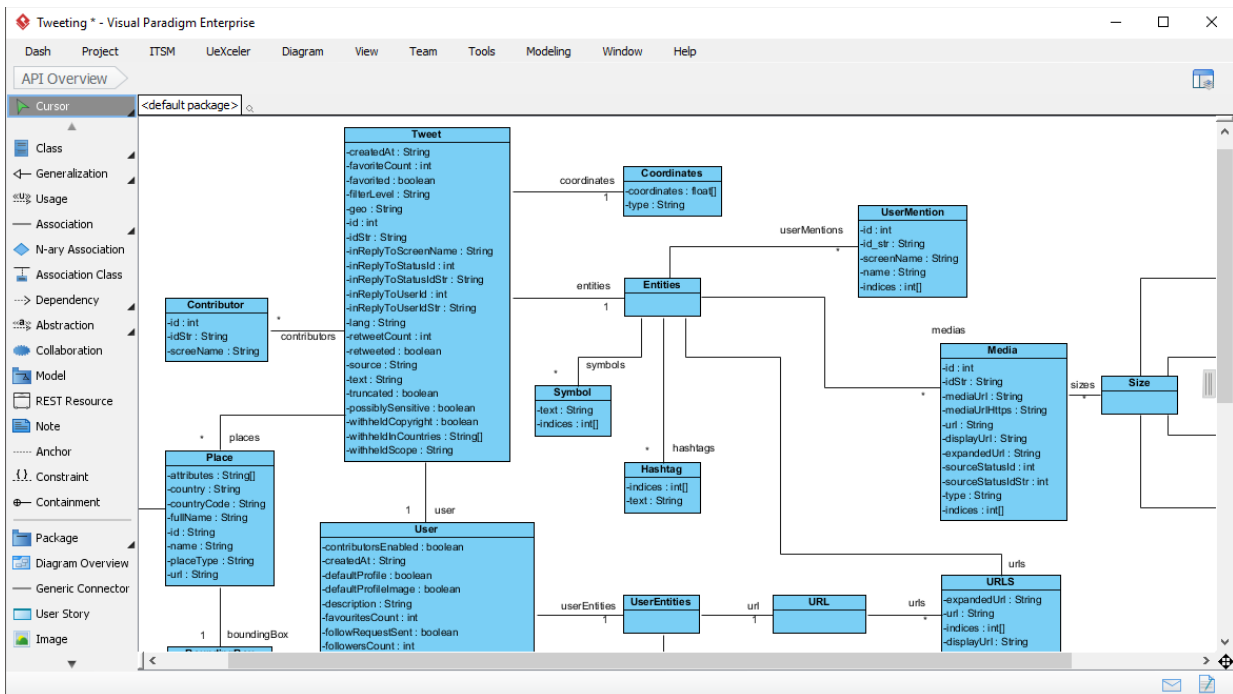 Tweeting * - Visual Paradigm Enterprise
Dash Project ITSM UeXceler Diagram View Team Tools Modeling Window Help
API Overview
Cursor
<default package>
Class
Generalization
«U» Usage
Association
N-ary Association
Association Class
Dependency
«a» Abstraction
Collaboration
Model
REST Resource
Note
Anchor
{..} Constraint
Containment
Package
Diagram Overview
Generic Connector
User Story
Image
Tweet
-createdAt : String
-favoriteCount : int
-favorited : boolean
-filterLevel : String
-geo : String
-id : int
-idStr : String
-inReplyToScreenName : String
-inReplyToStatusId : int
-inReplyToStatusIdStr : String
-inReplyToUserId : int
-inReplyToUserIdStr : String
-lang : String
-retweetCount : int
-retweeted : boolean
-source : String
-text : String
-truncated : boolean
-possiblySensitive : boolean
-withheldCopyright : boolean
-withheldInCountries : String[]
-withheldScope : String
coordinates
1
Coordinates
-coordinates : float[]
-type : String
userMentions
*
UserMention
-id : int
-id_str : String
-screenName : String
-name : String
-indices : int[]
entities
1
Entities
Contributor
-id : int
-idStr : String
-screeName : String
*
contributors
symbols
*
Symbol
-text : String
-indices : int[]
medias
*
Media
-id : int
-idStr : String
-mediaUrl : String
-mediaUrlHttps : String
-url : String
-displayUrl : String
-expandedUrl : String
-sourceStatusId : int
-sourceStatusIdStr : int
-type : String
-indices : int[]
sizes
*
Size
* places
Place
-attributes : String[]
-country : String
-countryCode : String
-fullName : String
-id : String
-name : String
-placeType : String
-url : String
hashtags
*
Hashtag
-indices : int[]
-text : String
1 user
User
-contributorsEnabled : boolean
-createdAt : String
-defaultProfile : boolean
-defaultProfileImage : boolean
-description : String
-favouritesCount : int
-followRequestSent : boolean
-followersCount : int
userEntities
1
UserEntities
url
1
URL
urls
*
urls
URLS
-expandedUrl : String
-url : String
-indices : int[]
-displayUrl : String
1 boundingBox